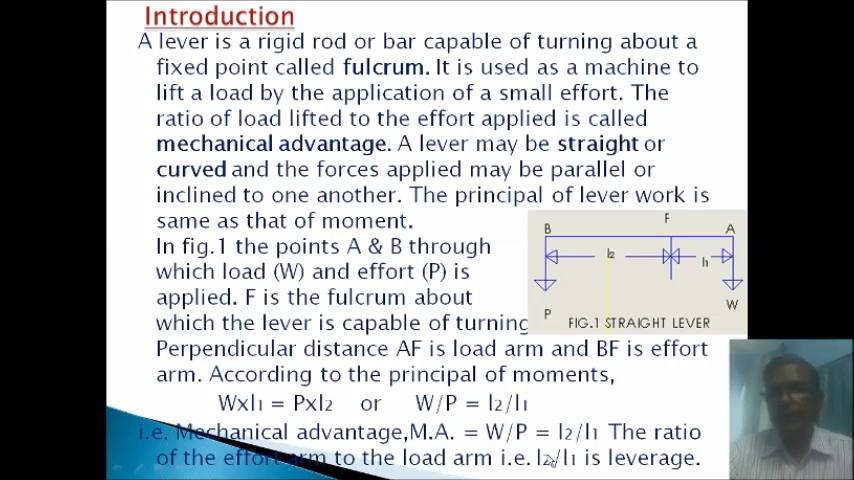 Introduction
A lever is a rigid rod or bar capable of turning about a
fixed point called fulcrum. It is used as a machine to
lift a load by the application of a small effort. The
ratio of load lifted to the effort applied is called
mechanical advantage. A lever may be straight or
curved and the forces applied may be parallel or
inclined to one another. The principal of lever work is
same as that of moment.
In fig.1 the points A & B through
which load (W) and effort (P) is
applied. F is the fulcrum about
which the lever is capable of turning
Perpendicular distance AF is load arm and BF is effort
arm. According to the principal of moments,
Wxl1 = Pxl2 or W/P = l2/l1
i.e. Mechanical advantage,M.A. = W/P = l2/l1 The ratio
of the effort arm to the load arm i.e. l2/l1 is leverage.
F
B A
l2 l1
P W
FIG.1 STRAIGHT LEVER